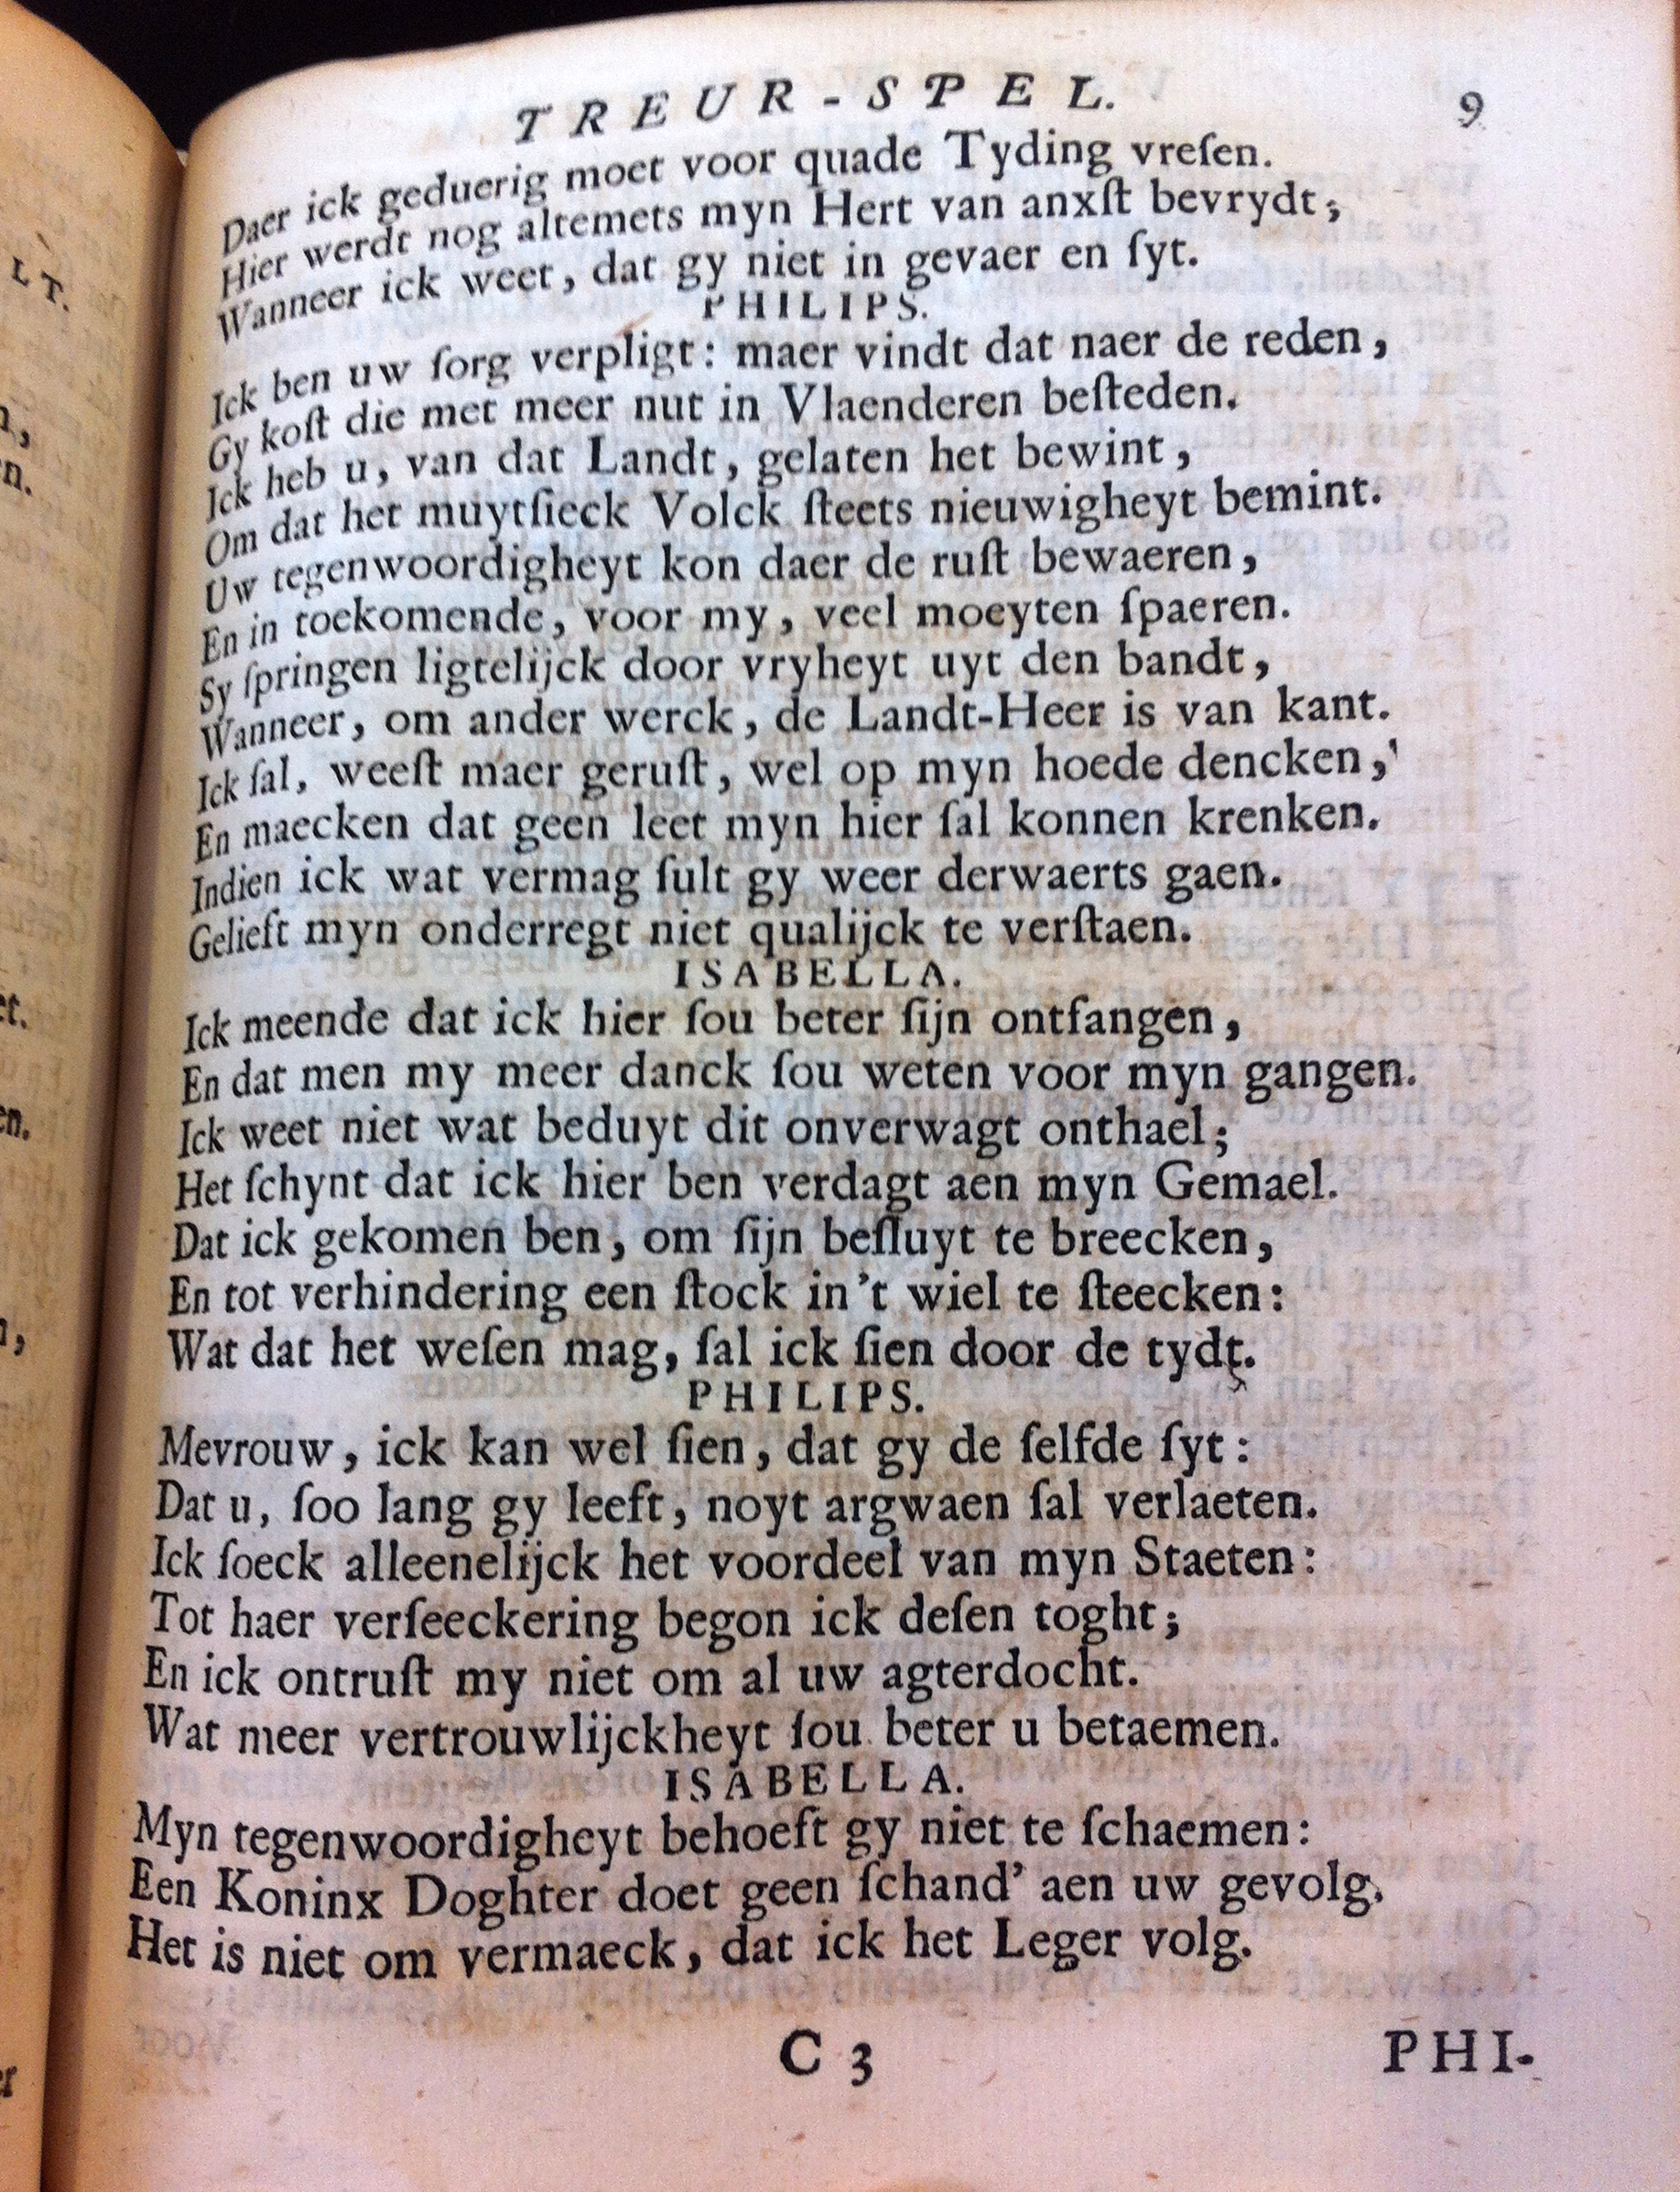 TREUR-SPEL. 9
Daer ick geduerig moet voor quade Tyding vreſen.
Hier werdt nog altemets myn Hert van anxſt bevrydt;
Wanneer ick weet, dat gy niet in gevaer en ſyt.
PHILIPS.
Ick ben uw ſorg verpligt: maer vindt dat naer de reden,
Gy koſt die met meer nut in Vlaenderen beſteden.
Ick heb u, van dat Landt, gelaten het bewint,
Om dat het muytſieck Volck ſteets nieuwigheyt bemint.
Uw tegenwoordigheyt kon daer de ruſt bewaeren,
En in toekomende, voor my, veel moeyten ſpaeren.
Sy ſpringen ligtelijck door vryheyt uyt den bandt,
Wanneer, om ander werck, de Landt-Heer is van kant.
Ick ſal, weeſt maer geruſt, wel op myn hoede dencken,
En maecken dat geen leet myn hier ſal konnen krenken.
Indien ick wat vermag ſult gy weer derwaerts gaen.
Gelieft myn onderregt niet qualijck te verſtaen.
ISABELLA.
Ick meende dat ick hier ſou beter ſijn ontfangen,
En dat men my meer danck ſou weten voor myn gangen.
Ick weet niet wat beduyt dit onverwagt onthael;
Het ſchynt dat ick hier ben verdagt aen myn Gemael.
Dat ick gekomen ben, om ſijn beſluyt te breecken,
En tot verhindering een ſtock in't wiel te ſteecken:
Wat dat het weſen mag, ſal ick ſien door de tydt.
PHILIPS.
Mevrouw, ick kan wel ſien, dat gy de ſelfde ſyt:
Dat u, ſoo lang gy leeft, noyt argwaen ſal verlaeten.
Ick ſoeck alleenelijck het voordeel van myn Staeten:
Tot haer verſeeckering begon ick deſen toght;
En ick ontruſt my niet om al uw agterdocht.
Wat meer vertrouwlijckheyt ſou beter u betaemen.
ISABELLA.
Myn tegenwoordigheyt behoeft gy niet te ſchaemen:
Een Koninx Doghter doet geen ſchand' aen uw gevolg.
Het is niet om vermaeck, dat ick het Leger volg.
C 3 PHI-